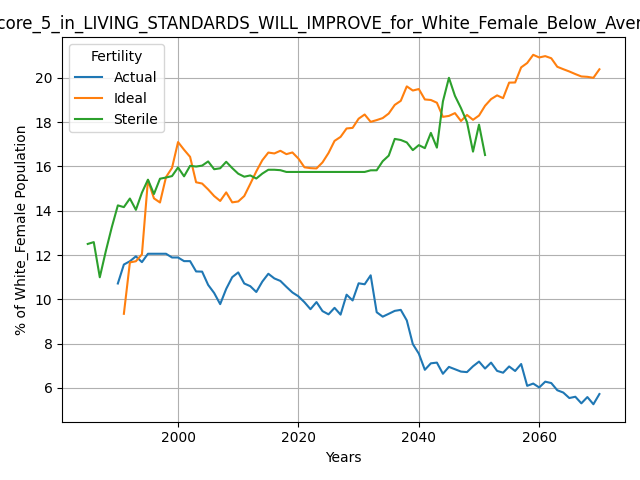 core_5_in_LIVING_STANDARDS_WILL_IMPROVE_for_White_Female_Below_Aver
Fertility
Actual
Ideal
Sterile
% of White_Female Population
20
18
16
14
12
10
8
6
2000 2020 2040 2060
Years